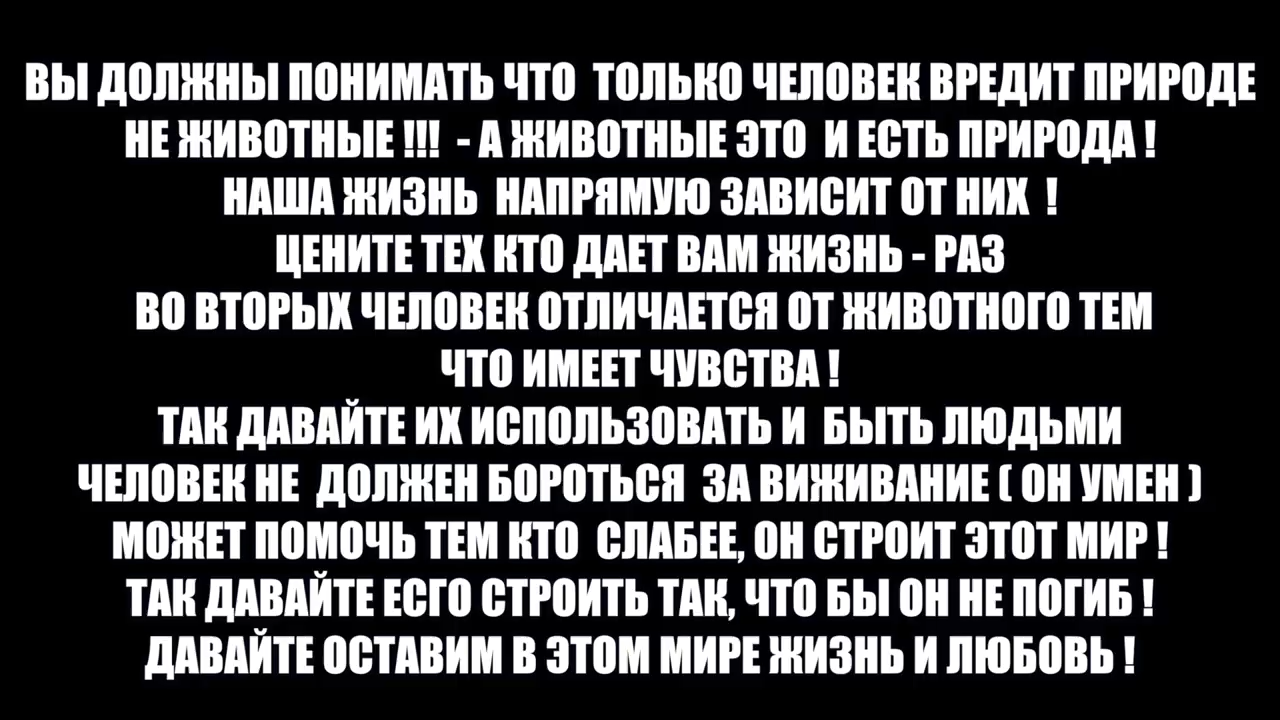 ВЫ ДОЛЖНЫ ПОНИМАТЬ ЧТО ТОЛЬКО ЧЕЛОВЕК ВРЕДИТ ПРИРОДЕ
НЕ ЖИВОТНЫЕ !!! - А ЖИВОТНЫЕ ЭТО И ЕСТЬ ПРИРОДА !
НАША ЖИЗНЬ НАПРЯМУЮ ЗАВИСИТ ОТ НИХ !
ЦЕНИТЕ ТЕХ КТО ДАЕТ ВАМ ЖИЗНЬ - РАЗ
ВО ВТОРЫХ ЧЕЛОВЕК ОТЛИЧАЕТСЯ ОТ ЖИВОТНОГО ТЕМ
ЧТО ИМЕЕТ ЧУВСТВА !
ТАК ДАВАЙТЕ ИХ ИСПОЛЬЗОВАТЬ И БЫТЬ ЛЮДЬМИ
ЧЕЛОВЕК НЕ ДОЛЖЕН БОРОТЬСЯ ЗА ВИЖИВАНИЕ ( ОН УМЕН )
МОЖЕТ ПОМОЧЬ ТЕМ КТО СЛАБЕЕ, ОН СТРОИТ ЭТОТ МИР !
ТАК ДАВАЙТЕ ЕСГО СТРОИТЬ ТАК, ЧТО БЫ ОН НЕ ПОГИБ !
ДАВАЙТЕ ОСТАВИМ В ЭТОМ МИРЕ ЖИЗНЬ И ЛЮБОВЬ !